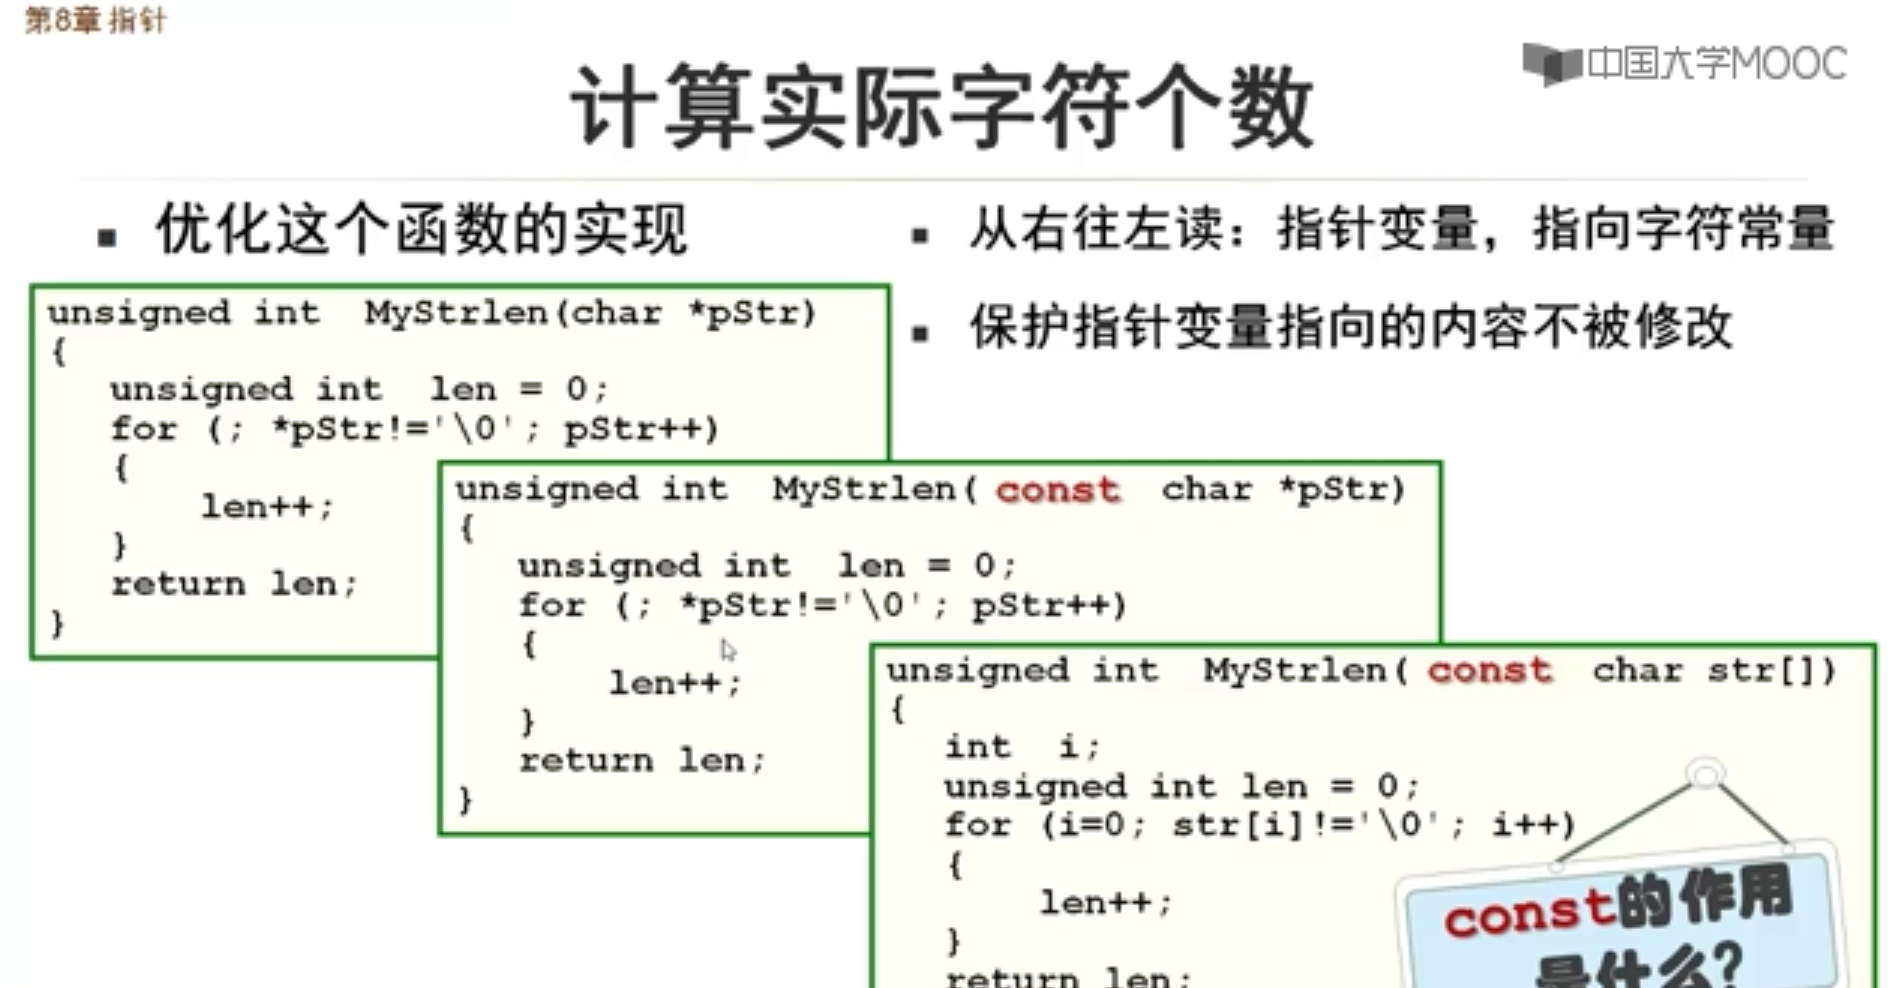 第8章 指针
中国大学MOOC
计算实际字符个数
▪ 优化这个函数的实现
unsigned int  MyStrlen(char *pStr)
{
unsigned int  len = 0;
for (; *pStr!='\0'; pStr++)
{
len++;
}
return len;
}
▪ 从右往左读：指针变量，指向字符常量
▪ 保护指针变量指向的内容不被修改
unsigned int  MyStrlen( const  char *pStr)
{
unsigned int  len = 0;
for (; *pStr!='\0'; pStr++)
{
len++;
}
return len;
}
unsigned int  MyStrlen( const  char str[])
{
int  i;
unsigned int len = 0;
for (i=0; str[i]!='\0'; i++)
{
len++;
}
return len;
const的作用
是什么?